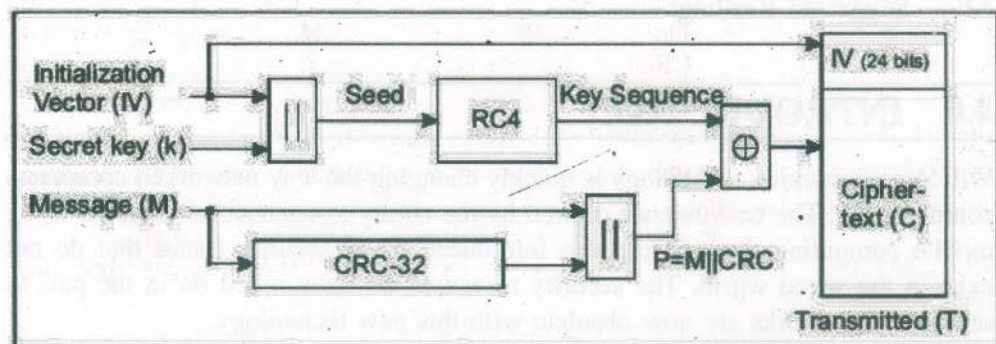 Initialization
Vector (IV)
Secret key (k)
Message (M)
||
Seed
RC4
Key Sequence
⊕
CRC-32
||
P=M||CRC
IV (24 bits)
Cipher-
text (C)
Transmitted (T)